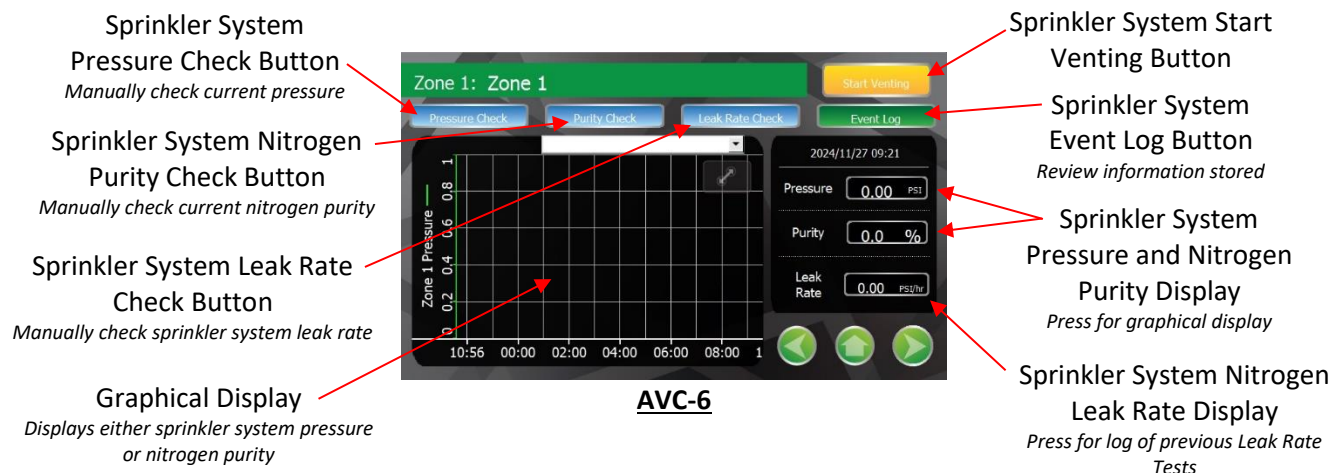 Sprinkler System
Pressure Check Button
Manually check current pressure
Sprinkler System Nitrogen
Purity Check Button
Manually check current nitrogen purity
Sprinkler System Leak Rate
Check Button
Manually check sprinkler system leak rate
Graphical Display
Displays either sprinkler system pressure
or nitrogen purity
Zone 1: Zone 1
Start Venting
Pressure Check
Purity Check
Leak Rate Check
Event Log
Zone 1 Pressure
1
0.8
0.6
0.4
0.2
0
10:56 00:00 02:00 04:00 06:00 08:00 1
2024/11/27 09:21
Pressure 0.00 PSI
Purity 0.0 %
Leak
Rate 0.00 PSI/hr
AVC-6
Sprinkler System Start
Venting Button
Sprinkler System
Event Log Button
Review information stored
Sprinkler System
Pressure and Nitrogen
Purity Display
Press for graphical display
Sprinkler System Nitrogen
Leak Rate Display
Press for log of previous Leak Rate
Tests